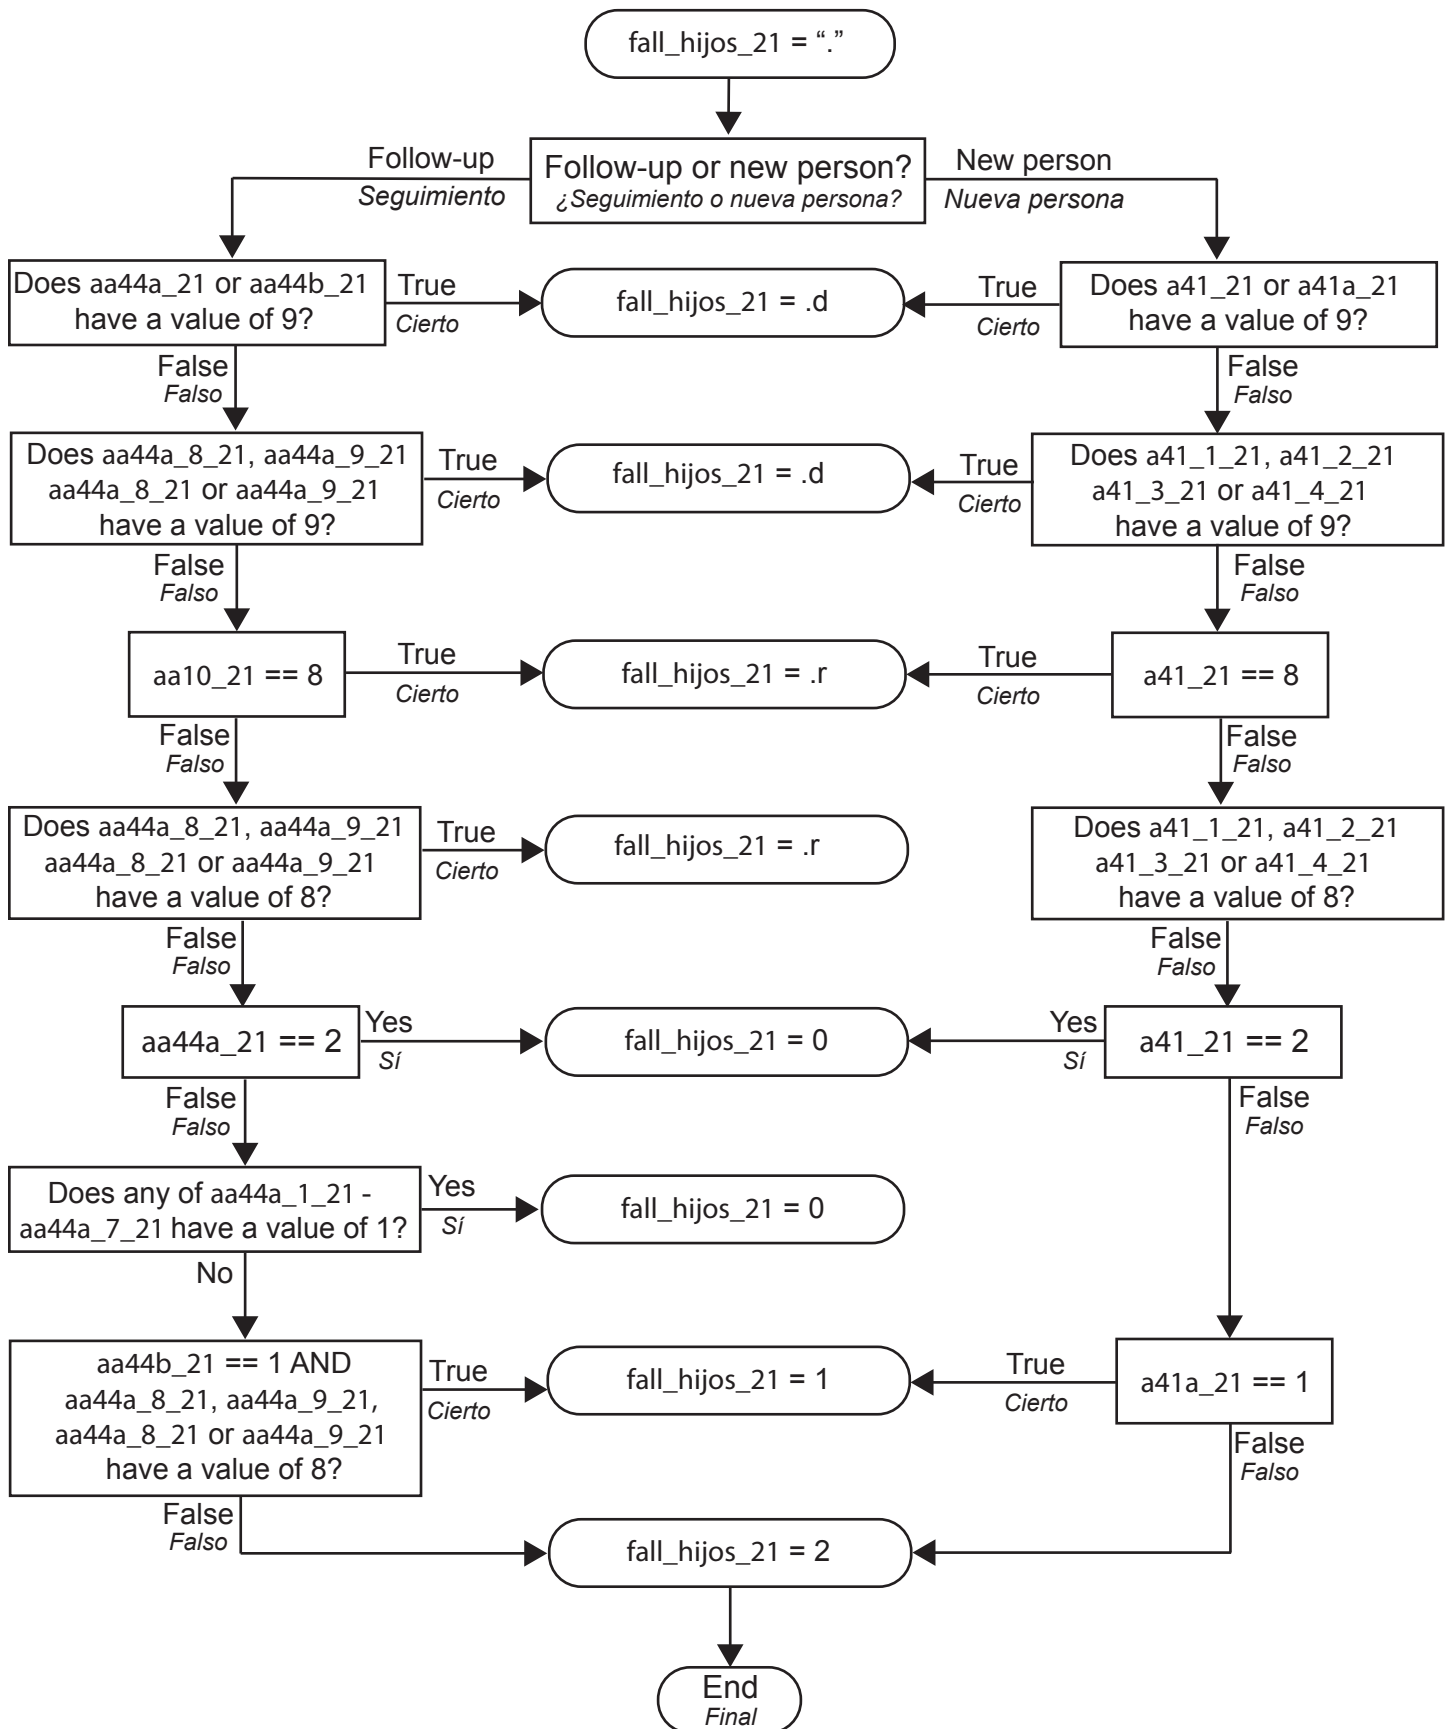 fall_hijos_21 = “.”
Follow-up
Seguimiento
Follow-up or new person?
¿Seguimiento o nueva persona?
New person
Nueva persona
Does aa44a_21 or aa44b_21
have a value of 9?
True
Cierto
fall_hijos_21 = .d
True
Cierto
Does a41_21 or a41a_21
have a value of 9?
False
Falso
False
Falso
Does aa44a_8_21, aa44a_9_21
aa44a_8_21 or aa44a_9_21
have a value of 9?
True
Cierto
fall_hijos_21 = .d
True
Cierto
Does a41_1_21, a41_2_21
a41_3_21 or a41_4_21
have a value of 9?
False
Falso
False
Falso
aa10_21 == 8
True
Cierto
fall_hijos_21 = .r
True
Cierto
a41_21 == 8
False
Falso
False
Falso
Does aa44a_8_21, aa44a_9_21
aa44a_8_21 or aa44a_9_21
have a value of 8?
True
Cierto
fall_hijos_21 = .r
Does a41_1_21, a41_2_21
a41_3_21 or a41_4_21
have a value of 8?
False
Falso
False
Falso
aa44a_21 == 2
Yes
Sí
fall_hijos_21 = 0
Yes
Sí
a41_21 == 2
False
Falso
False
Falso
Does any of aa44a_1_21 -
aa44a_7_21 have a value of 1?
Yes
Sí
fall_hijos_21 = 0
No
aa44b_21 == 1 AND
aa44a_8_21, aa44a_9_21,
aa44a_8_21 or aa44a_9_21
have a value of 8?
True
Cierto
fall_hijos_21 = 1
True
Cierto
a41a_21 == 1
False
Falso
False
Falso
fall_hijos_21 = 2
End
Final